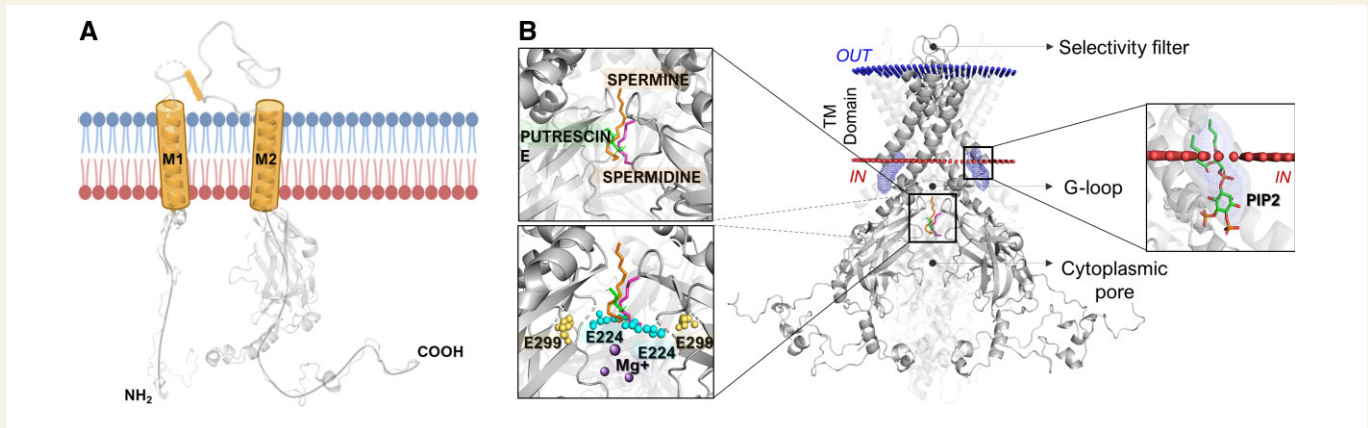 A
M1
M2
NH2
COOH
B
SPERMINE
PUTRESCIN
E
SPERMIDINE
E299
E224
E224
E299
Mg+
OUT
TM
Domain
IN
Selectivity filter
G-loop
Cytoplasmic
pore
IN
PIP2